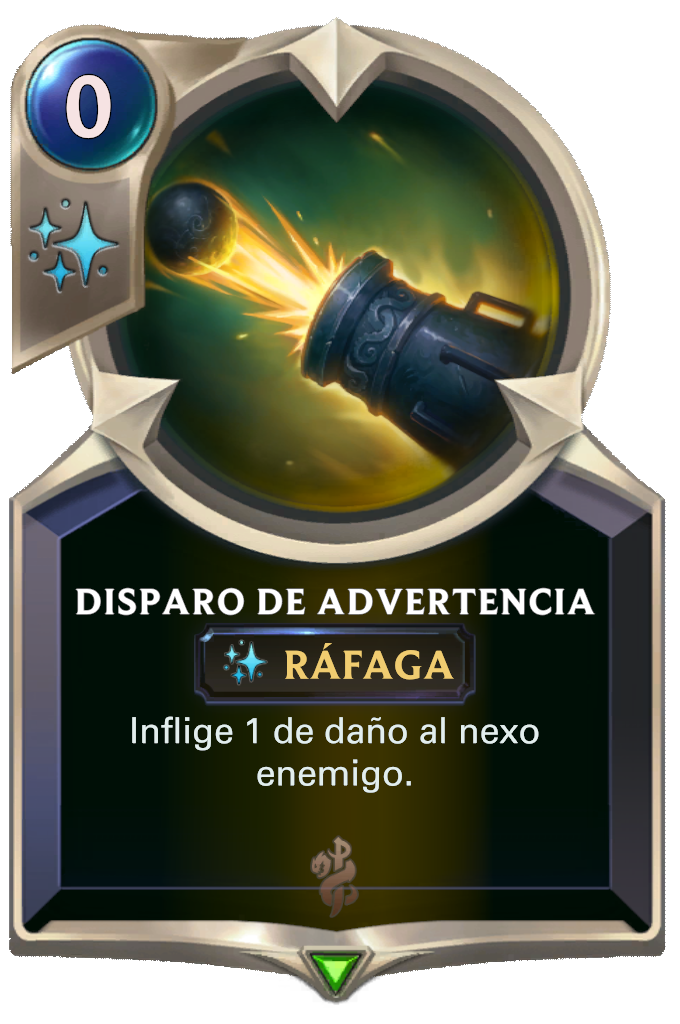 0
DISPARO DE ADVERTENCIA
RÁFAGA
Inflige 1 de daño al nexo
enemigo.